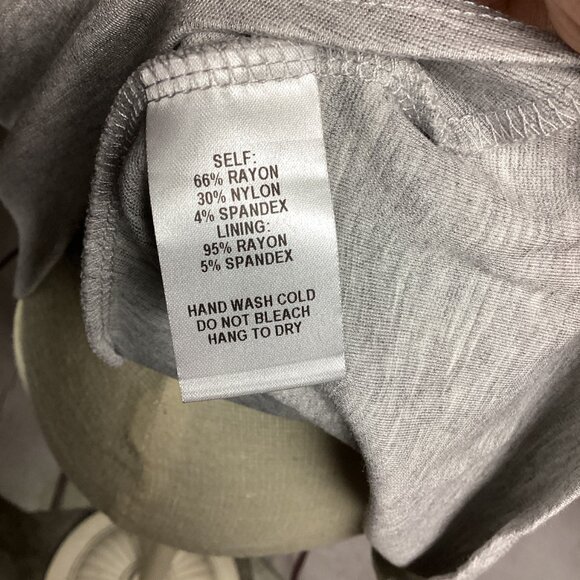 SELF:
66% RAYON
30% NYLON
4% SPANDEX
LINING:
95% RAYON
5% SPANDEX
HAND WASH COLD
DO NOT BLEACH
HANG TO DRY